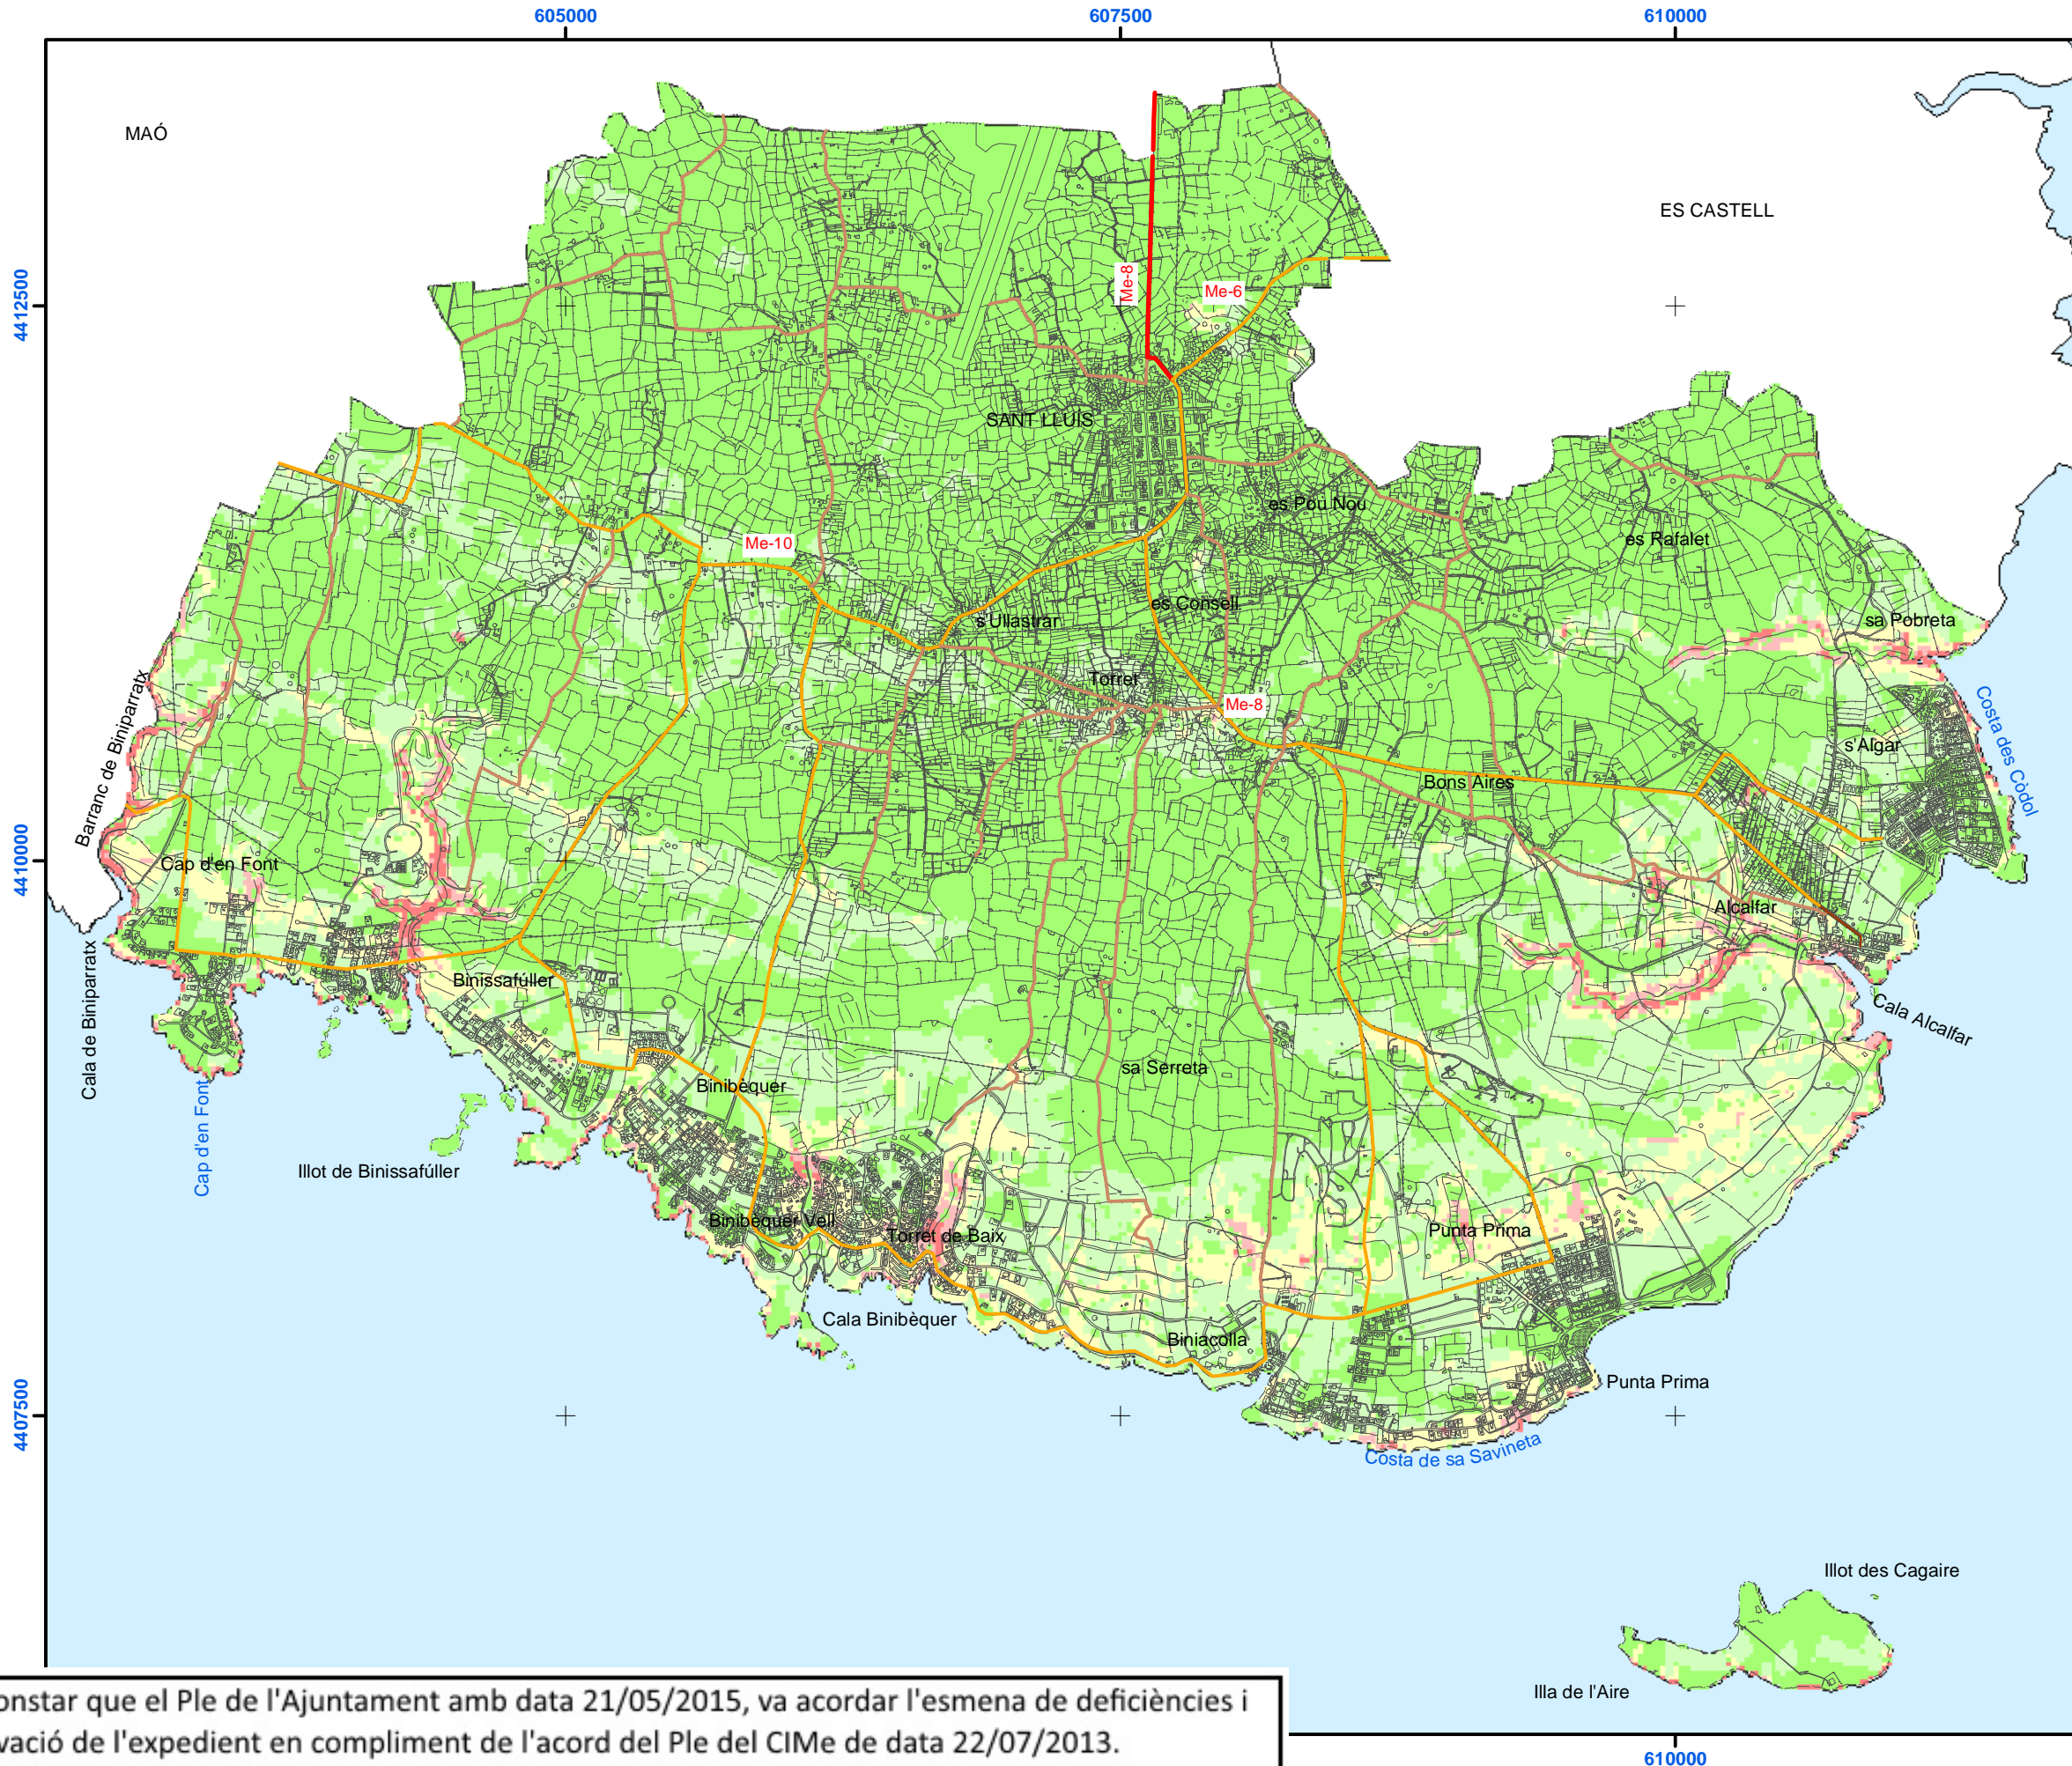 605000
607500
610000
MAÓ
ES CASTELL
4412500
Me-8
Me-6
SANT LLUÍS
es Pou Nou
es Rafalet
Me-10
es Consell
s'Ullastrar
sa Pobreta
Torret
Me-8
Barranc de Biniparratx
Costa des Còdol
s'Algar
Bons Aires
4410000
Cap d'en Font
Alcalfar
Binissafúller
Cala de Biniparratx
Cala Alcalfar
sa Serreta
Binibèquer
Cap d'en Font
Illot de Binissafúller
Binibèquer Vell
Torret de Baix
Punta Prima
Cala Binibèquer
Biniacolla
Punta Prima
4407500
Costa de sa Savineta
Illot des Cagaire
Illa de l'Aire
onstar que el Ple de l'Ajuntament amb data 21/05/2015, va acordar l'esmena de deficiències i
vació de l'expedient en compliment de l'acord del Ple del CIMe de data 22/07/2013.
610000